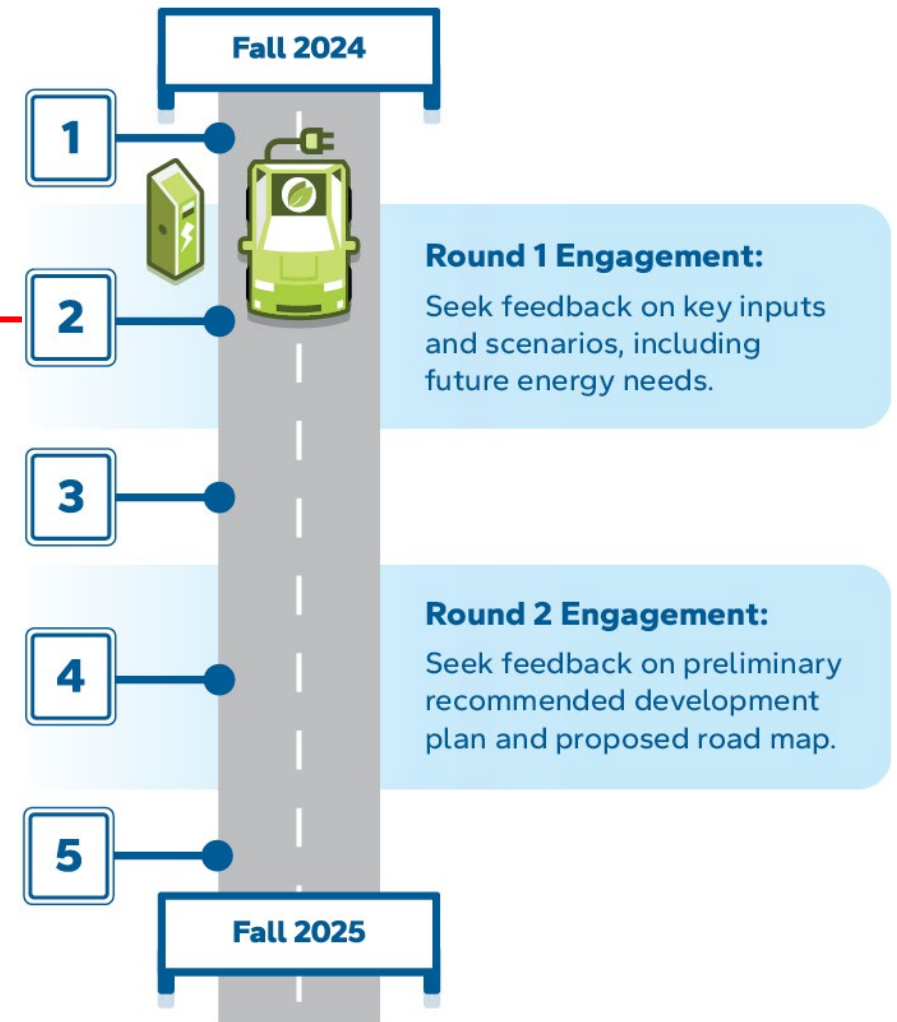 Fall 2024
1
Round 1 Engagement:
Seek feedback on key inputs
and scenarios, including
future energy needs.
2
3
Round 2 Engagement:
Seek feedback on preliminary
recommended development
plan and proposed road map.
4
5
Fall 2025